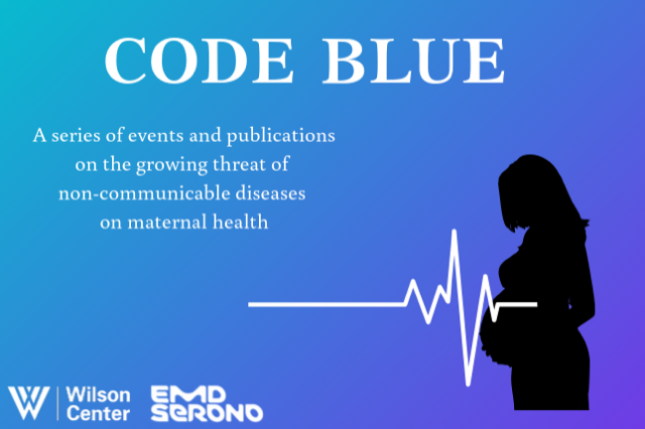 CODE BLUE
A series of events and publications
on the growing threat of
non-communicable diseases
on maternal health
W Wilson
Center
EMD
SERONO